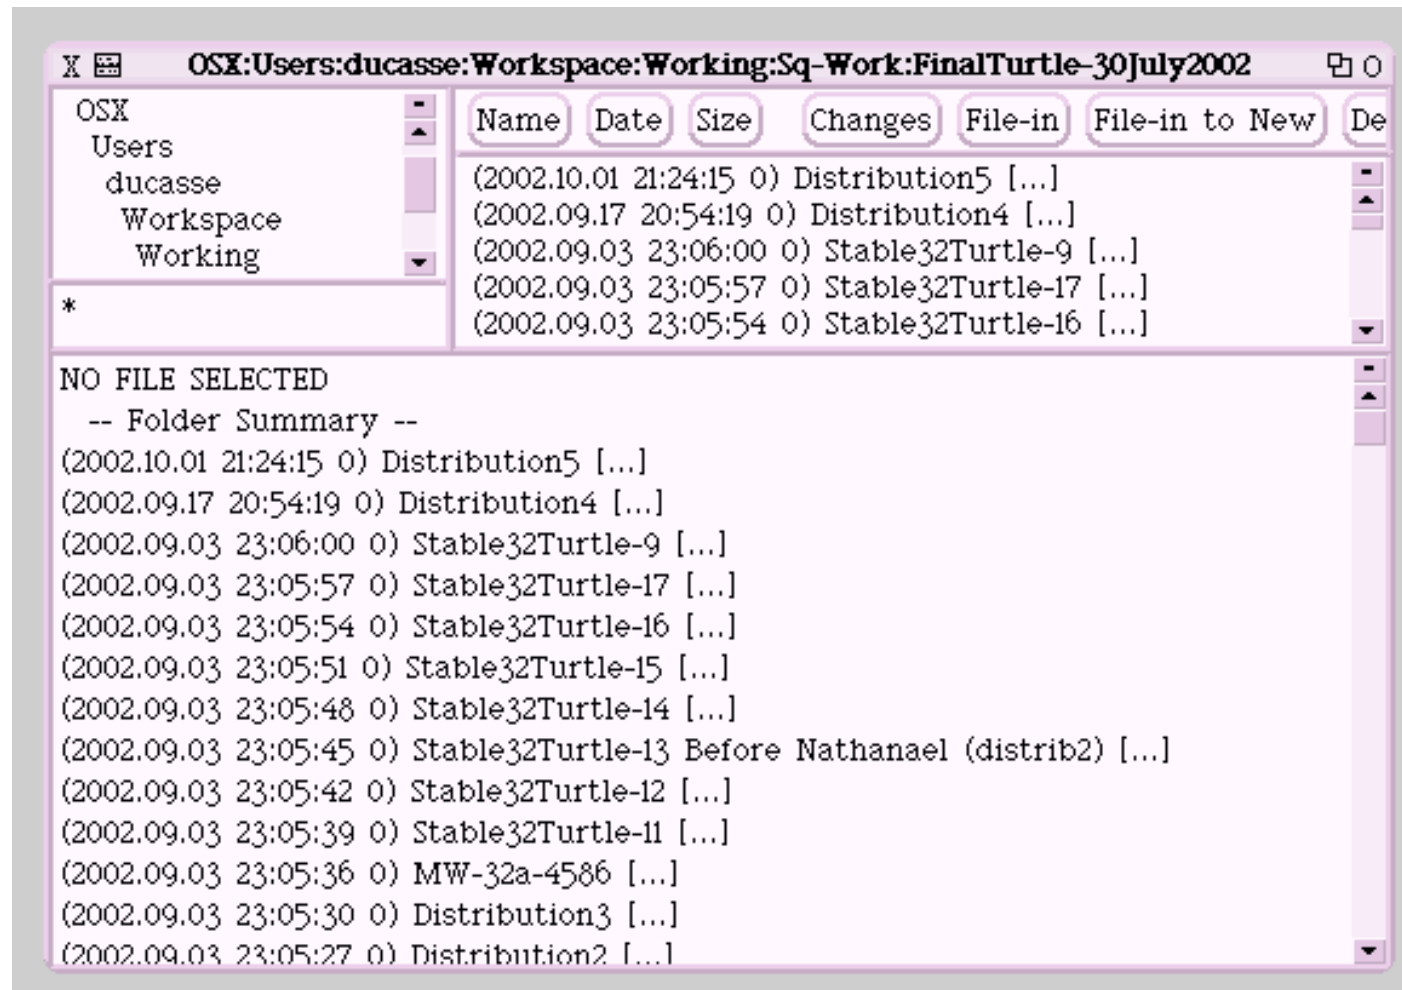 X OSX:Users:ducasse:Workspace:Working:Sq-Work:FinalTurtle-30July2002 O
OSX
Users
ducasse
Workspace
Working
*
Name Date Size Changes File-in File-in to New De
(2002.10.01 21:24:15 0) Distribution5 [...]
(2002.09.17 20:54:19 0) Distribution4 [...]
(2002.09.03 23:06:00 0) Stable32Turtle-9 [...]
(2002.09.03 23:05:57 0) Stable32Turtle-17 [...]
(2002.09.03 23:05:54 0) Stable32Turtle-16 [...]
NO FILE SELECTED
-- Folder Summary --
(2002.10.01 21:24:15 0) Distribution5 [...]
(2002.09.17 20:54:19 0) Distribution4 [...]
(2002.09.03 23:06:00 0) Stable32Turtle-9 [...]
(2002.09.03 23:05:57 0) Stable32Turtle-17 [...]
(2002.09.03 23:05:54 0) Stable32Turtle-16 [...]
(2002.09.03 23:05:51 0) Stable32Turtle-15 [...]
(2002.09.03 23:05:48 0) Stable32Turtle-14 [...]
(2002.09.03 23:05:45 0) Stable32Turtle-13 Before Nathanael (distrib2) [...]
(2002.09.03 23:05:42 0) Stable32Turtle-12 [...]
(2002.09.03 23:05:39 0) Stable32Turtle-11 [...]
(2002.09.03 23:05:36 0) MW-32a-4586 [...]
(2002.09.03 23:05:30 0) Distribution3 [...]
(2002.09.03 23:05:27 0) Distribution2 [...]